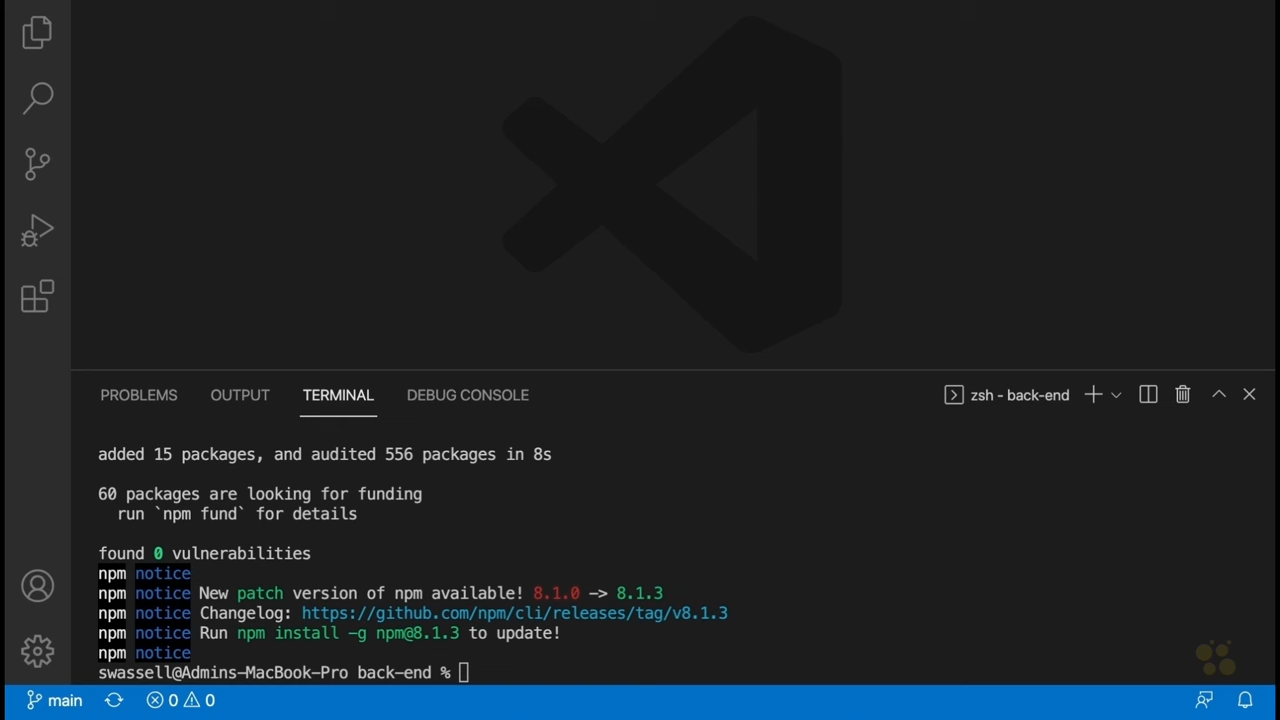 PROBLEMS OUTPUT TERMINAL DEBUG CONSOLE zsh - back-end
added 15 packages, and audited 556 packages in 8s
60 packages are looking for funding
run `npm fund` for details
found 0 vulnerabilities
npm notice
npm notice New patch version of npm available! 8.1.0 -> 8.1.3
npm notice Changelog: https://github.com/npm/cli/releases/tag/v8.1.3
npm notice Run npm install -g npm@8.1.3 to update!
npm notice
swassell@Admins-MacBook-Pro back-end %
main 0 0